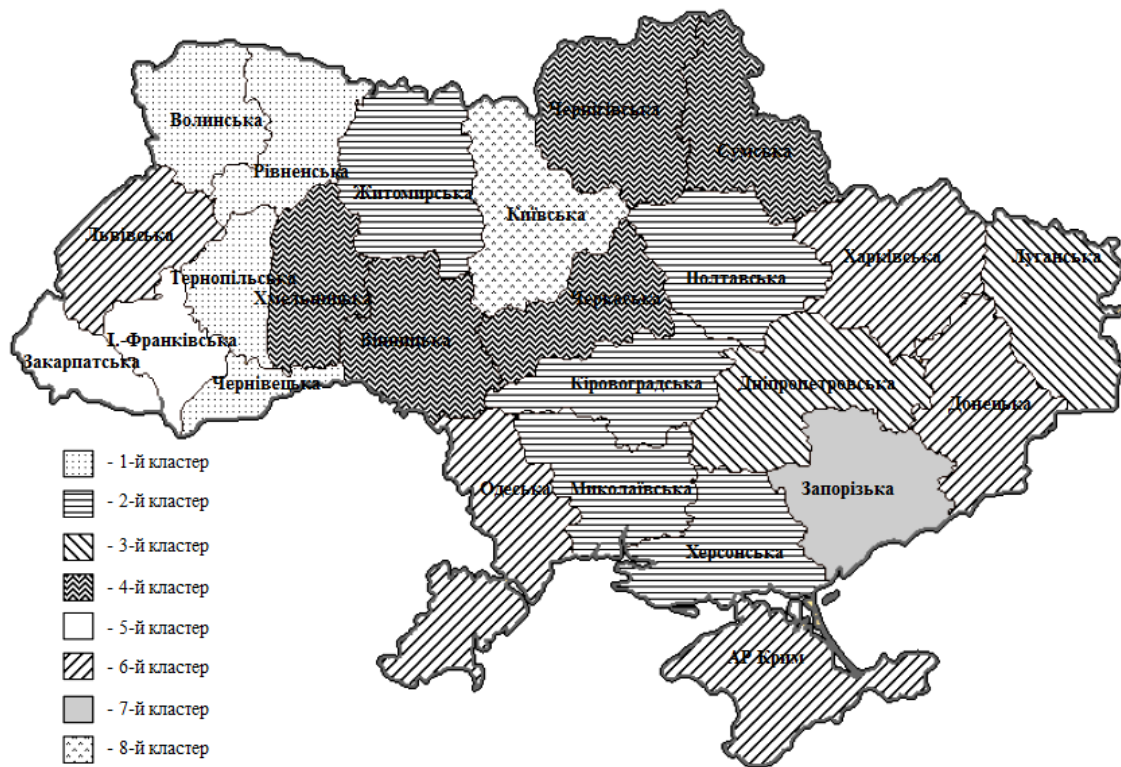 Чернігівська
Волинська
Сумська
Рівненська
Житомирська
Київська
Львівська
Харківська
Луганська
Тернопільська
Полтавська
Хмельницька
Черкаська
І.-Франківська
Вінницька
Закарпатська
Чернівецька
Кіровоградська
Дніпропетровська
Донецька
- 1-й кластер
Одеська
Миколаївська
Запорізька
- 2-й кластер
- 3-й кластер
Херсонська
- 4-й кластер
- 5-й кластер
- 6-й кластер
АР Крим
- 7-й кластер
- 8-й кластер